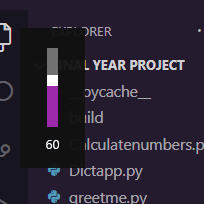 EXPLORER
NAL YEAR PROJECT
pycache__
build
Calculatenumbers.p
Dictapp.py
greetme.py
60